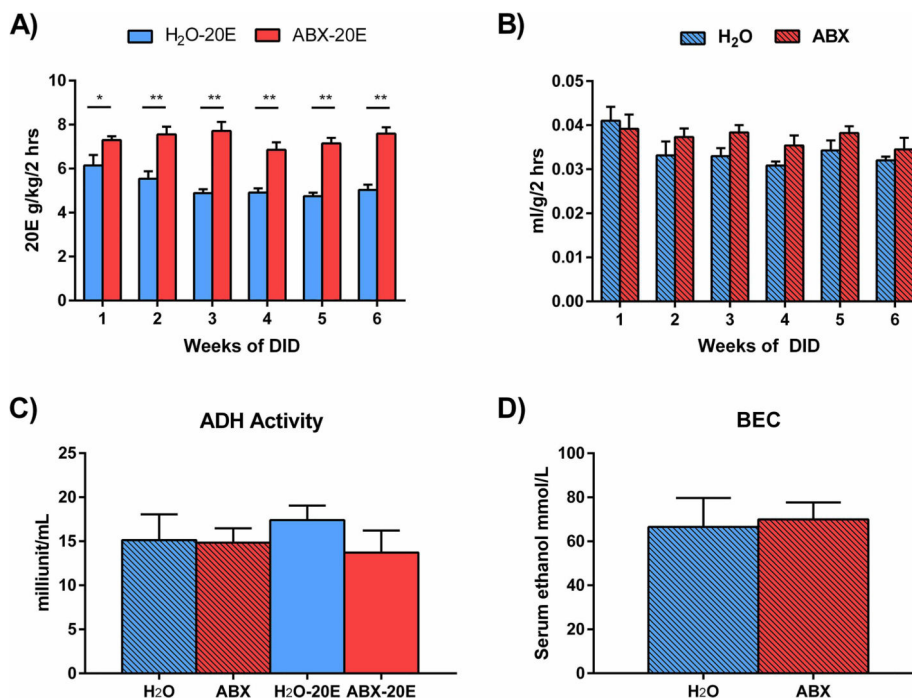 A)
H₂O-20E ABX-20E
20E g/kg/2 hrs
10
8
6
4
2
0
* ** ** ** ** **
1 2 3 4 5 6
Weeks of DID
B)
H₂O ABX
ml/g/2 hrs
0.05
0.04
0.03
0.02
0.01
0.00
1 2 3 4 5 6
Weeks of DID
C)
ADH Activity
milliunit/mL
25
20
15
10
5
0
H₂O ABX H₂O-20E ABX-20E
D)
BEC
Serum ethanol mmol/L
100
80
60
40
20
0
H₂O ABX